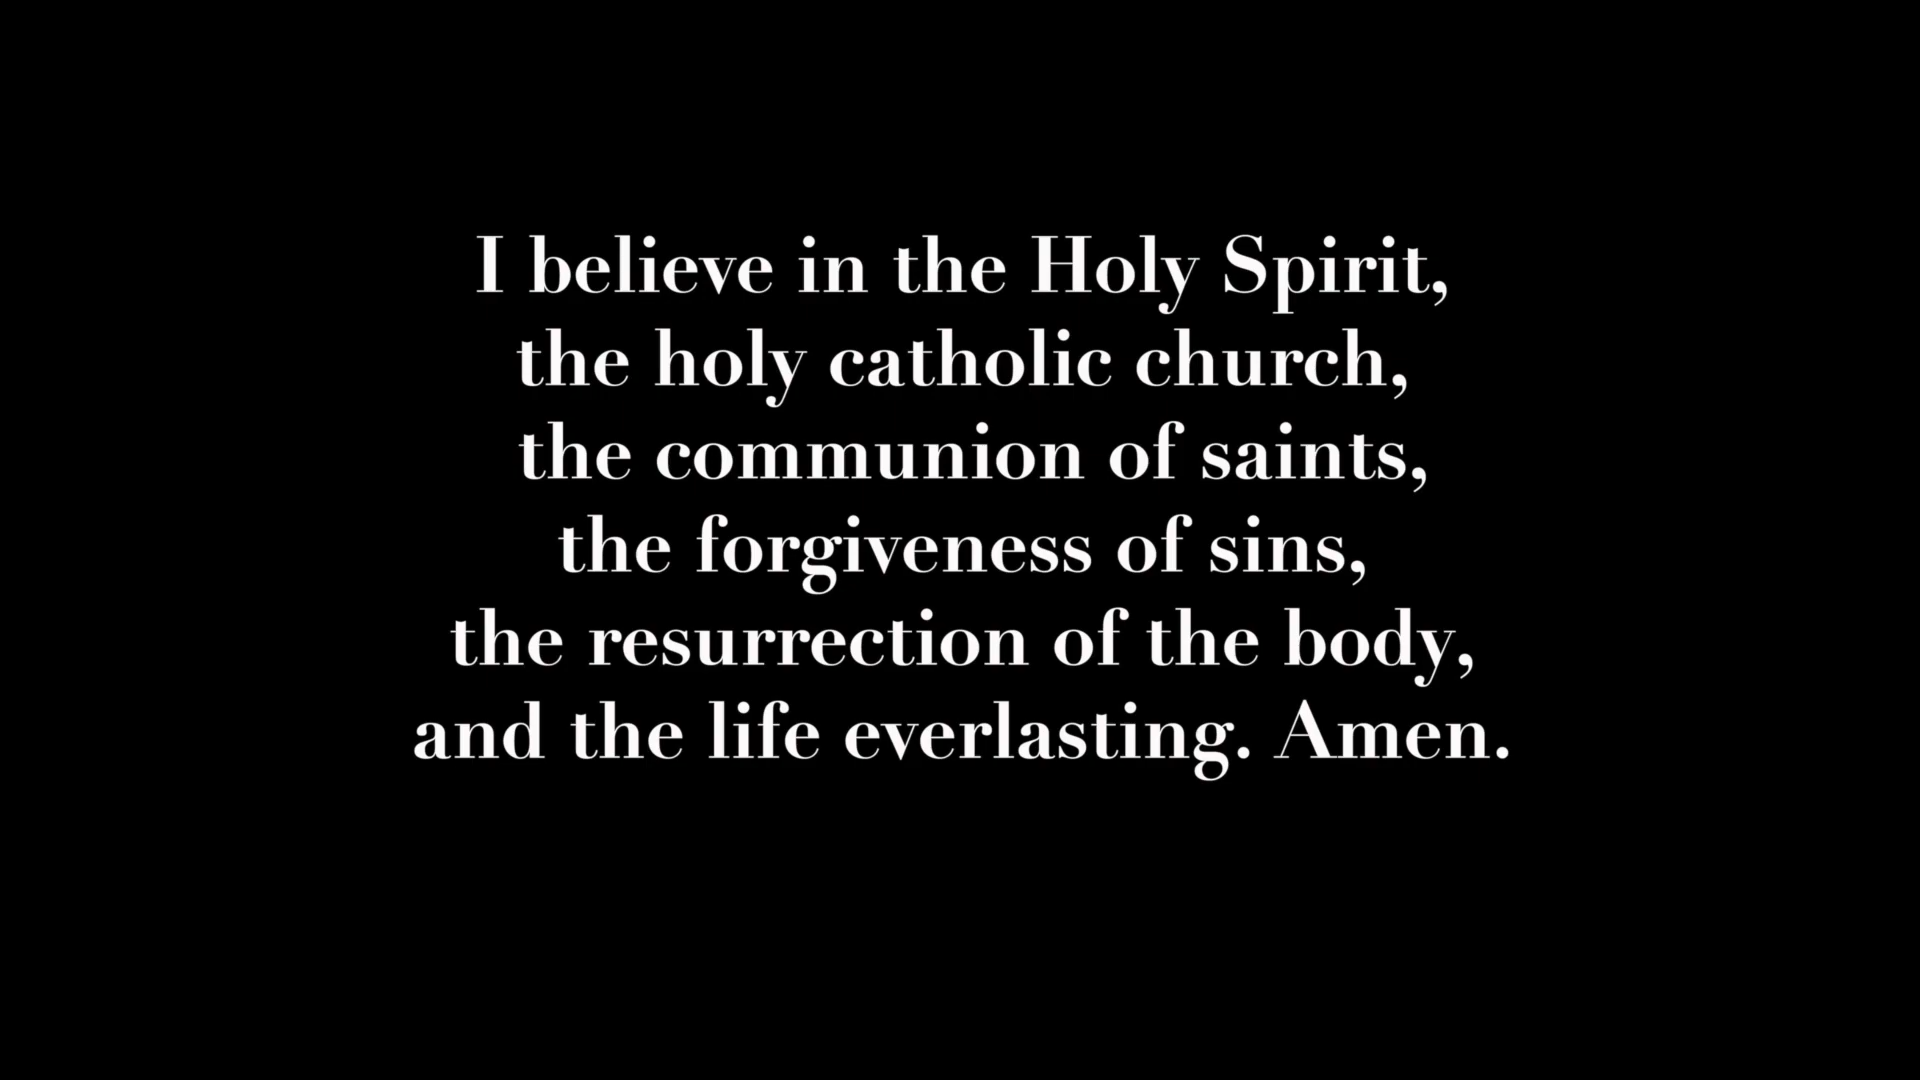 I believe in the Holy Spirit,
the holy catholic church,
the communion of saints,
the forgiveness of sins,
the resurrection of the body,
and the life everlasting. Amen.